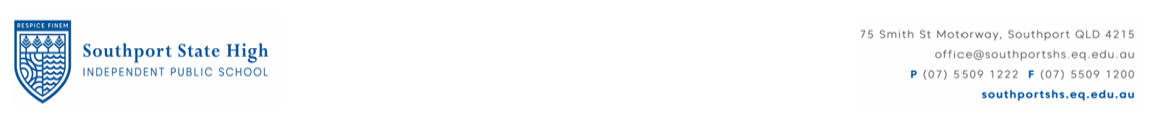 RESPICE FINEM
Southport State High
INDEPENDENT PUBLIC SCHOOL
75 Smith St Motorway, Southport QLD 4215
office@southportshs.eq.edu.au
P (07) 5509 1222 F (07) 5509 1200
southportshs.eq.edu.au